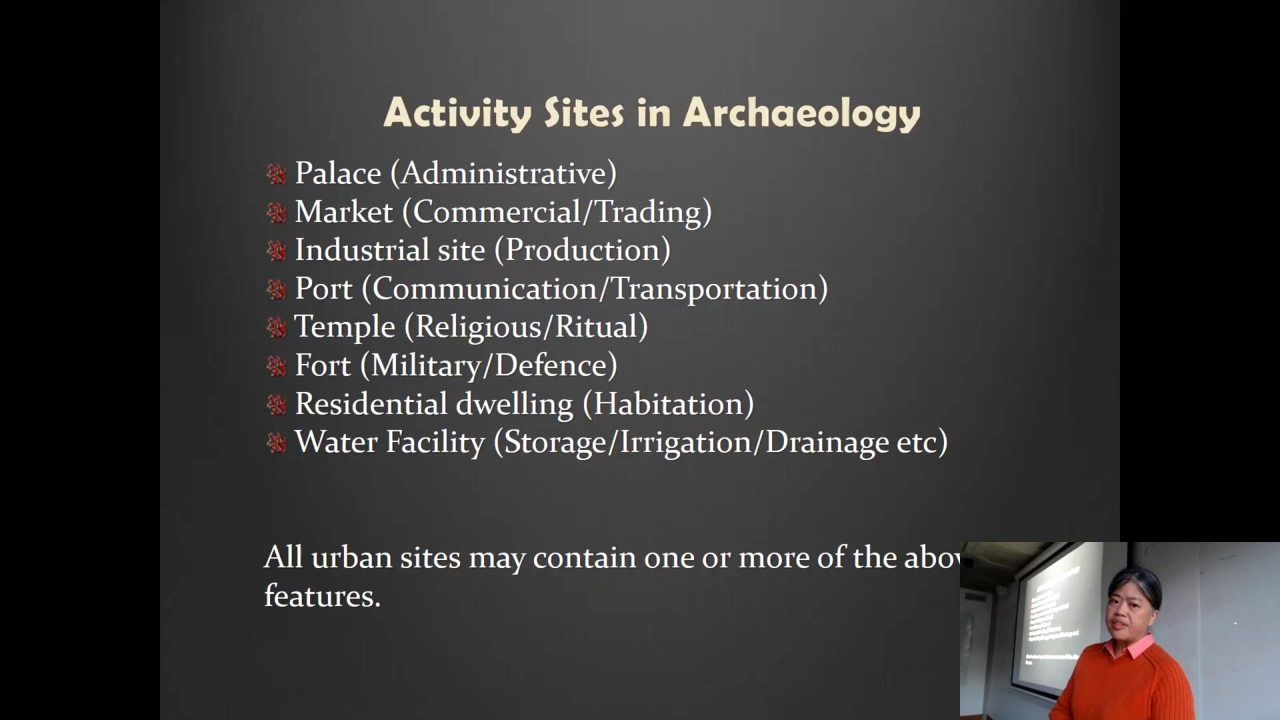 Activity Sites in Archaeology
Palace (Administrative)
Market (Commercial/Trading)
Industrial site (Production)
Port (Communication/Transportation)
Temple (Religious/Ritual)
Fort (Military/Defence)
Residential dwelling (Habitation)
Water Facility (Storage/Irrigation/Drainage etc)
All urban sites may contain one or more of the
features.